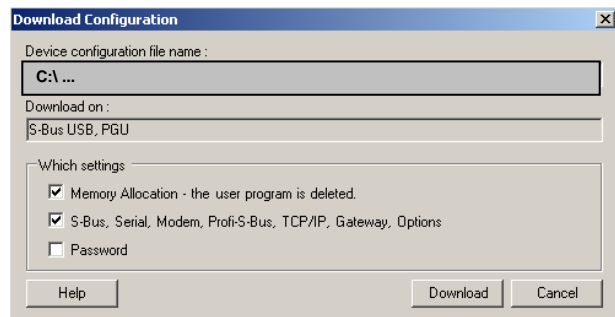 Download Configuration
Device configuration file name :
C:\ ...
Download on :
S-Bus USB, PGU
Which settings
Memory Allocation - the user program is deleted.
S-Bus, Serial, Modem, Profi-S-Bus, TCP/IP, Gateway, Options
Password
Help Download Cancel